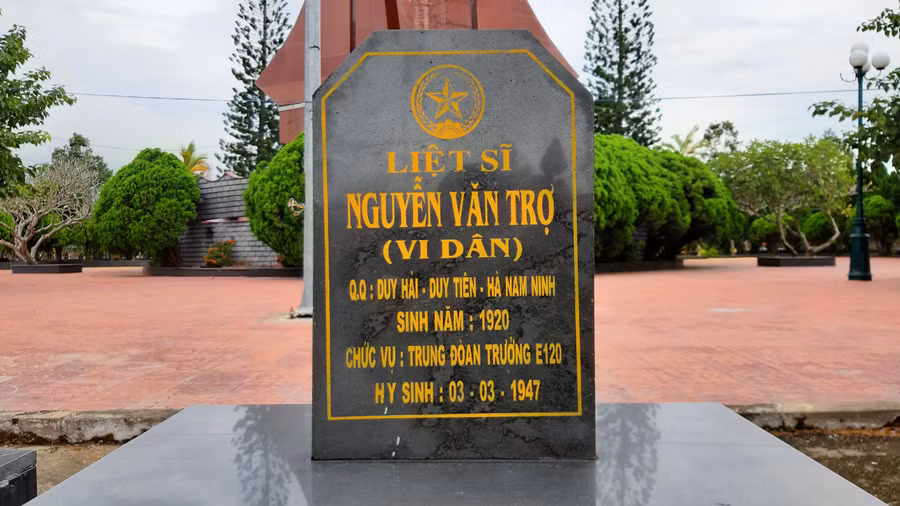 LIỆT SĨ
NGUYỄN VĂN TRỢ
(VI DÂN)
Q.Q : DUY HẢI - DUY TIÊN - HÀ NAM NINH
SINH NĂM : 1920
CHỨC VỤ : TRUNG ĐOÀN TRƯỞNG E120
HY SINH : 03 - 03 - 1947